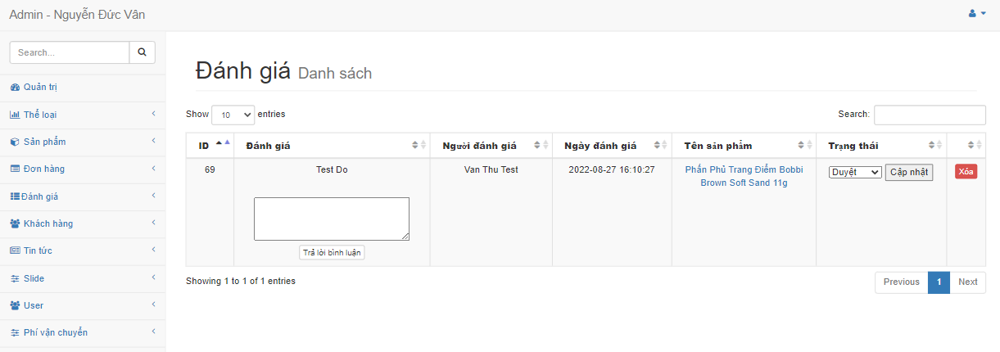 Admin - Nguyễn Đức Vân
Search...
Quản trị
Thể loại
Sản phẩm
Đơn hàng
Đánh giá
Khách hàng
Tin tức
Slide
User
Phí vận chuyển
Đánh giá Danh sách
Show 10 entries
Search:
ID Đánh giá Người đánh giá Ngày đánh giá Tên sản phẩm Trạng thái
69 Test Do Van Thu Test 2022-08-27 16:10:27 Phấn Phủ Trang Điểm Bobbi Duyệt Cập nhật Xóa
Brown Soft Sand 11g
Trả lời bình luận
Showing 1 to 1 of 1 entries
Previous 1 Next